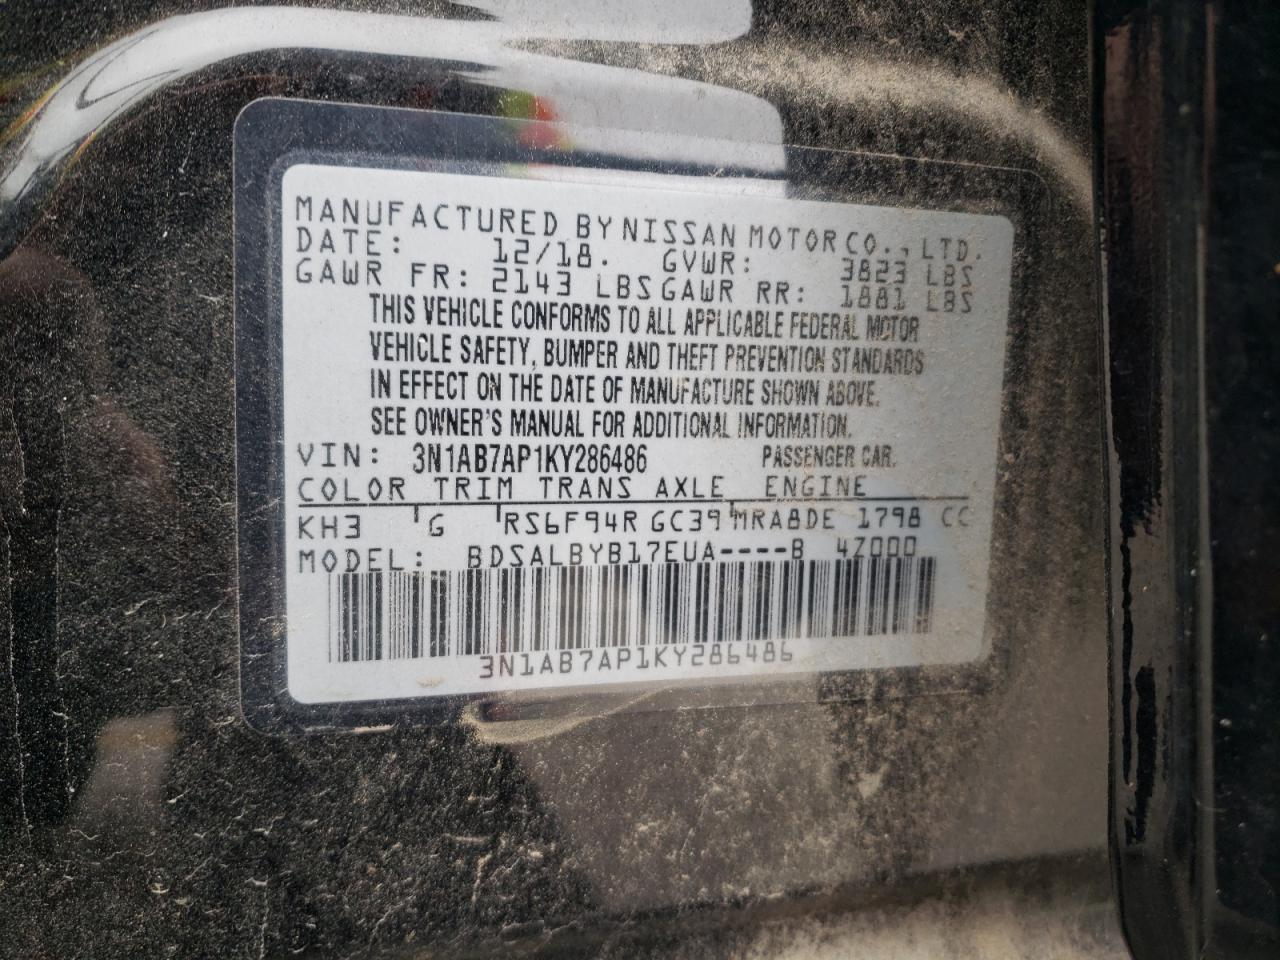 MANUFACTURED BY NISSAN MOTOR CO., LTD.
DATE: 12/18. GVWR: 3823 LBS
GAWR FR: 2143 LBS GAWR RR: 1881 LBS
THIS VEHICLE CONFORMS TO ALL APPLICABLE FEDERAL MOTOR
VEHICLE SAFETY, BUMPER AND THEFT PREVENTION STANDARDS
IN EFFECT ON THE DATE OF MANUFACTURE SHOWN ABOVE.
SEE OWNER'S MANUAL FOR ADDITIONAL INFORMATION.
VIN: 3N1AB7AP1KY286486 PASSENGER CAR.
COLOR TRIM TRANS AXLE ENGINE
KH3 G RS6F94R GC39 MRA8DE 1798 CC
MODEL: BDSALBYB17EUA----B 4Z000
3N1AB7AP1KY286486